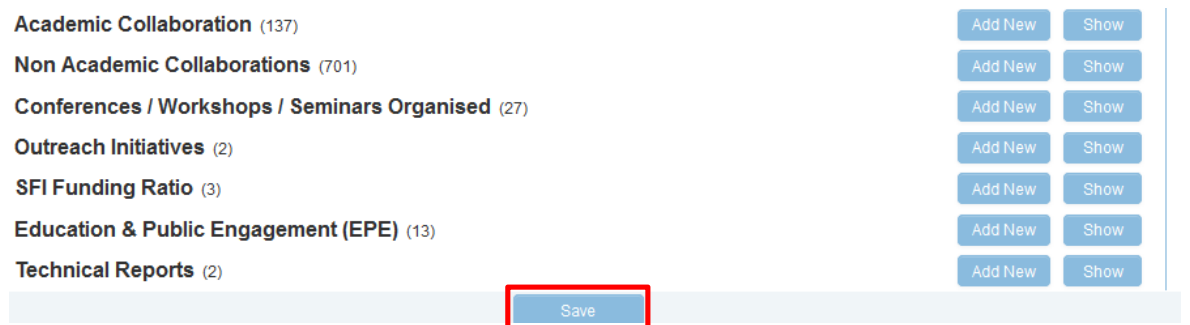 Academic Collaboration (137) Add New Show
Non Academic Collaborations (701) Add New Show
Conferences / Workshops / Seminars Organised (27) Add New Show
Outreach Initiatives (2) Add New Show
SFI Funding Ratio (3) Add New Show
Education & Public Engagement (EPE) (13) Add New Show
Technical Reports (2) Add New Show
Save